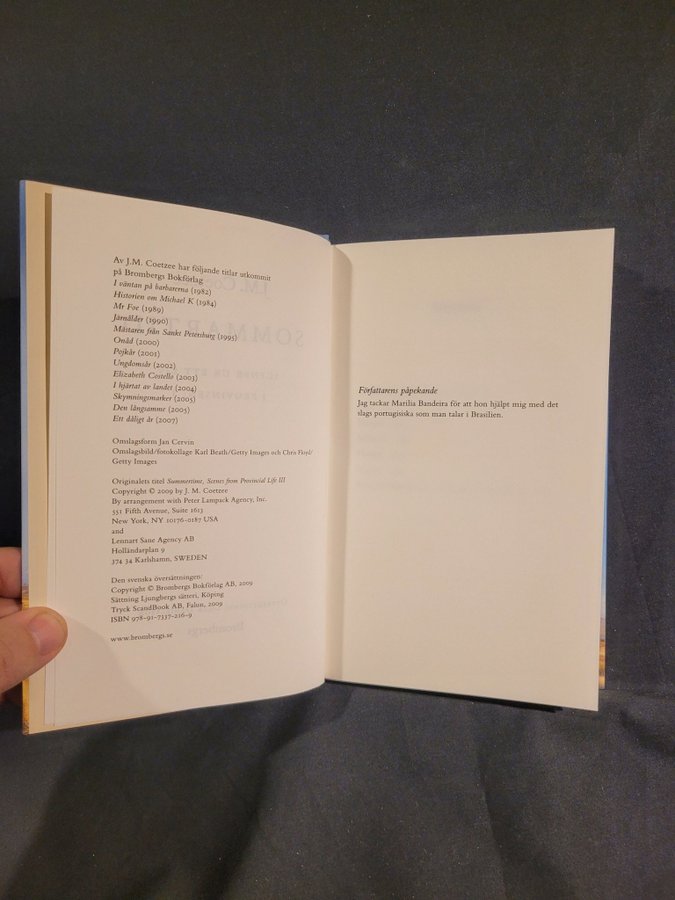 Av J.M. Coetzee har följande titlar utkommit
på Brombergs Bokförlag
I väntan på barbarerna (1982)
Historien om Michael K (1984)
Mr Foe (1989)
Järnålder (1990)
Mästaren från Sankt Petersburg (1995)
Onåd (2000)
Pojkår (2001)
Ungdomsår (2002)
Elizabeth Costello (2003)
I hjärtat av landet (2004)
Skymningsmarker (2005)
Den långsamme (2005)
Ett dåligt år (2007)
Omslagsform Jan Cervin
Omslagsbild/fotokollage Karl Beath/Getty Images och Chris Floyd/
Getty Images
Originalets titel Summertime, Scenes from Provincial Life III
Copyright © 2009 by J. M. Coetzee
By arrangement with Peter Lampack Agency, Inc.
551 Fifth Avenue, Suite 1613
New York, NY 10176-0187 USA
and
Lennart Sane Agency AB
Holländarplan 9
374 34 Karlshamn, SWEDEN
Den svenska översättningen:
Copyright © Brombergs Bokförlag AB, 2009
Sättning Ljungbergs sätteri, Köping
Tryck ScandBook AB, Falun, 2009
ISBN 978-91-7337-216-9
www.brombergs.se
Författarens påpekande
Jag tackar Marilia Bandeira för att hon hjälpt mig med det
slags portugisiska som man talar i Brasilien.